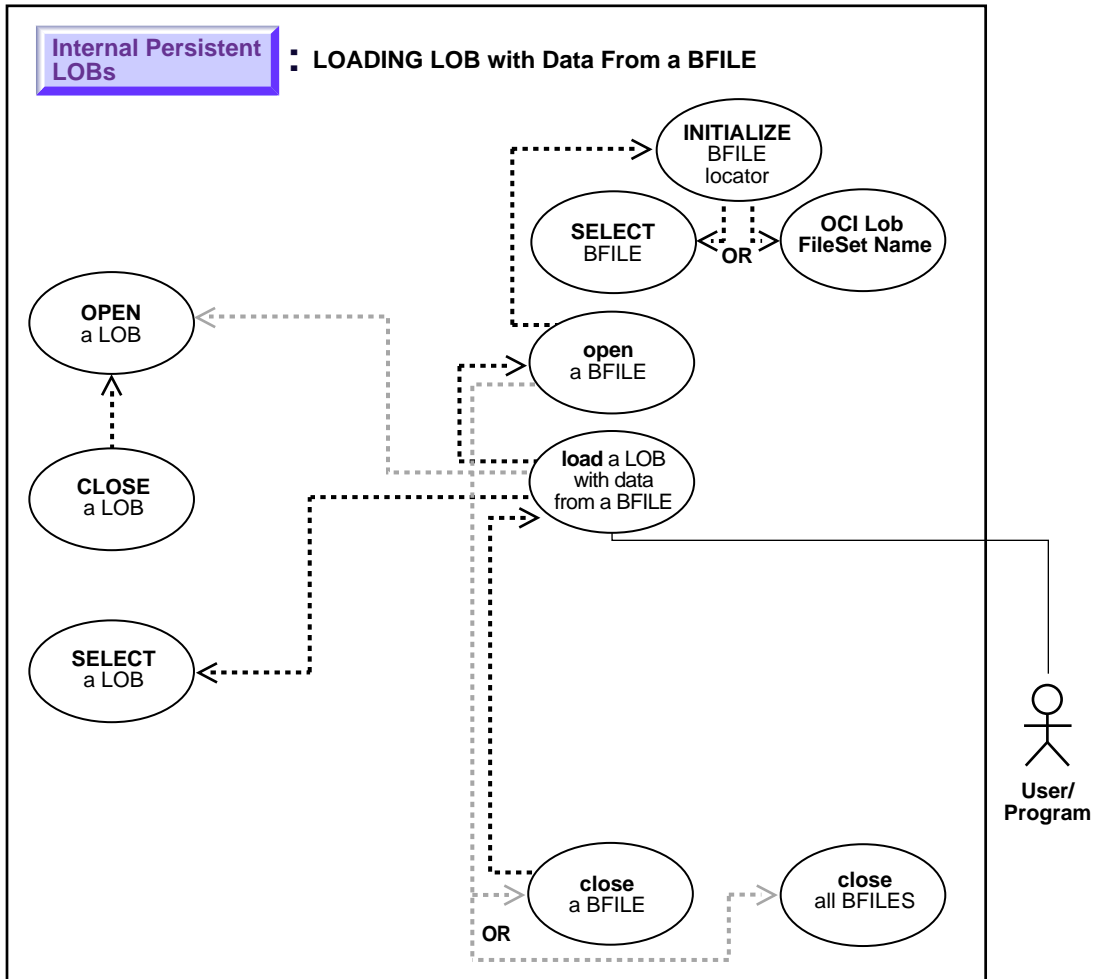 Internal Persistent
LOBs
: LOADING LOB with Data From a BFILE
INITIALIZE
BFILE
locator
SELECT
BFILE
OR
OCI Lob
FileSet Name
OPEN
a LOB
open
a BFILE
load a LOB
with data
from a BFILE
CLOSE
a LOB
SELECT
a LOB
User/
Program
close
a BFILE
OR
close
all BFILES